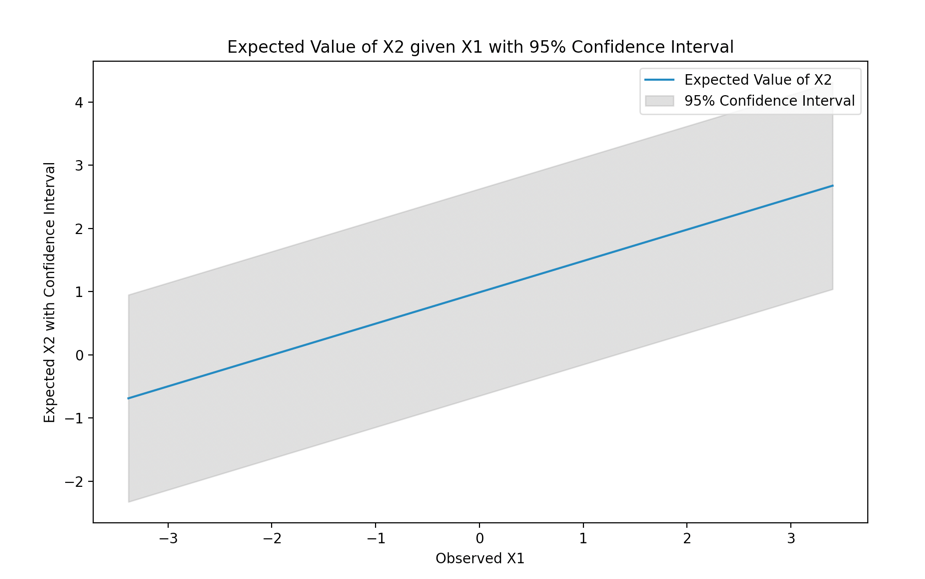 Expected Value of X2 given X1 with 95% Confidence Interval
Expected Value of X2
95% Confidence Interval
Expected X2 with Confidence Interval
4
3
2
1
0
−1
−2
−3
−2
−1
0
1
2
3
Observed X1